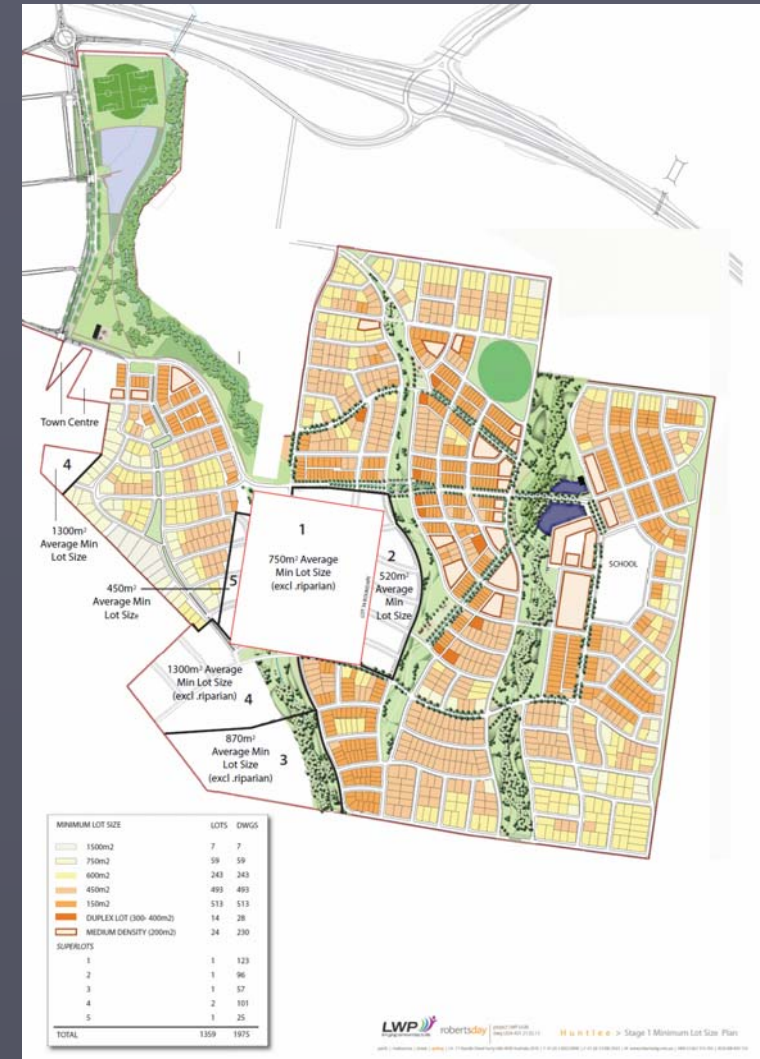 Town Centre
4
1300m² Average Min Lot Size
450m²
Average Min
Lot Size
5
1
750m² Average
Min Lot Size
(excl .riparian)
2
520m²
Average
Min
Lot Size
SCHOOL
1300m² Average
Min Lot Size
(excl .riparian)
4
870m²
Average Min
Lot Size
(excl .riparian)
3
MINIMUM LOT SIZE LOTS DWGS
1500m2 7 7
750m2 59 59
600m2 243 243
450m2 493 493
150m2 513 513
DUPLEX LOT (300- 400m2) 14 28
MEDIUM DENSITY (200m2) 24 230
SUPERLOTS
1 1 123
2 1 96
3 1 57
4 2 101
5 1 25
TOTAL 1359 1975
LWP
robertsday
Huntlee > Stage 1 Minimum Lot Size Plan